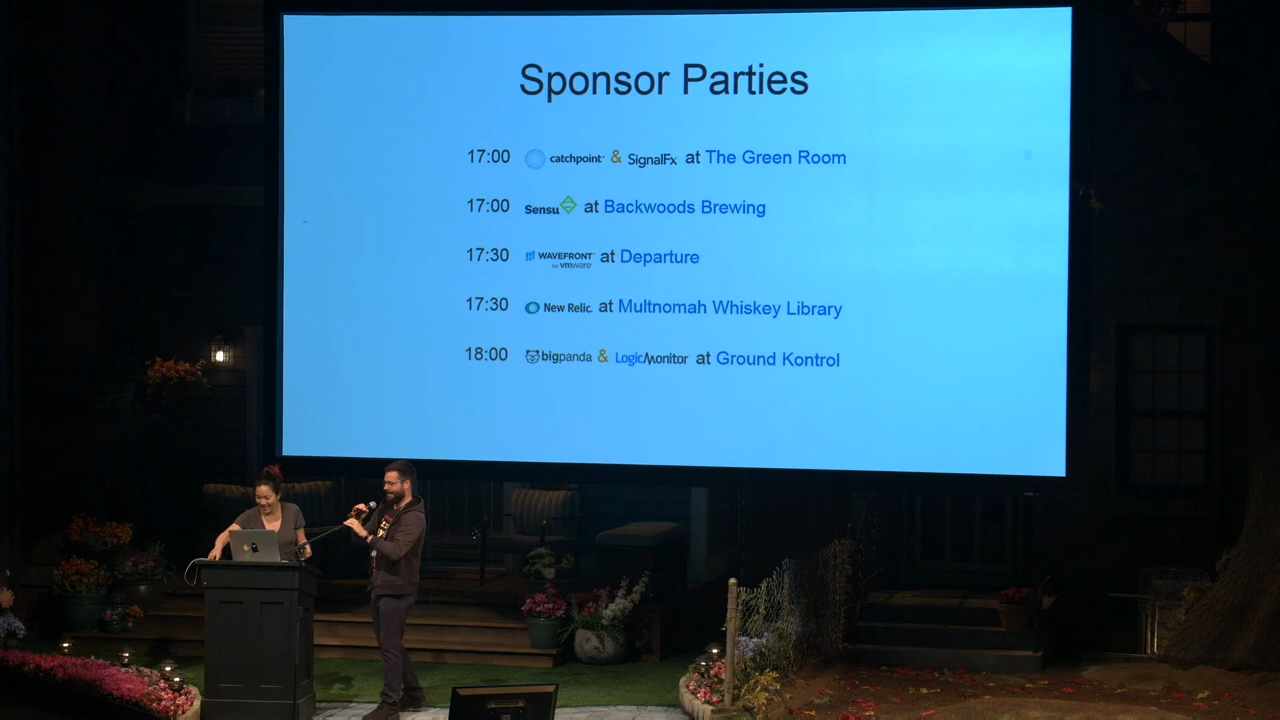 Sponsor Parties
17:00 catchpoint & SignalFx at The Green Room
17:00 Sensu at Backwoods Brewing
17:30 WAVEFRONT by vmware at Departure
17:30 New Relic. at Multnomah Whiskey Library
18:00 bigpanda & LogicMonitor at Ground Kontrol